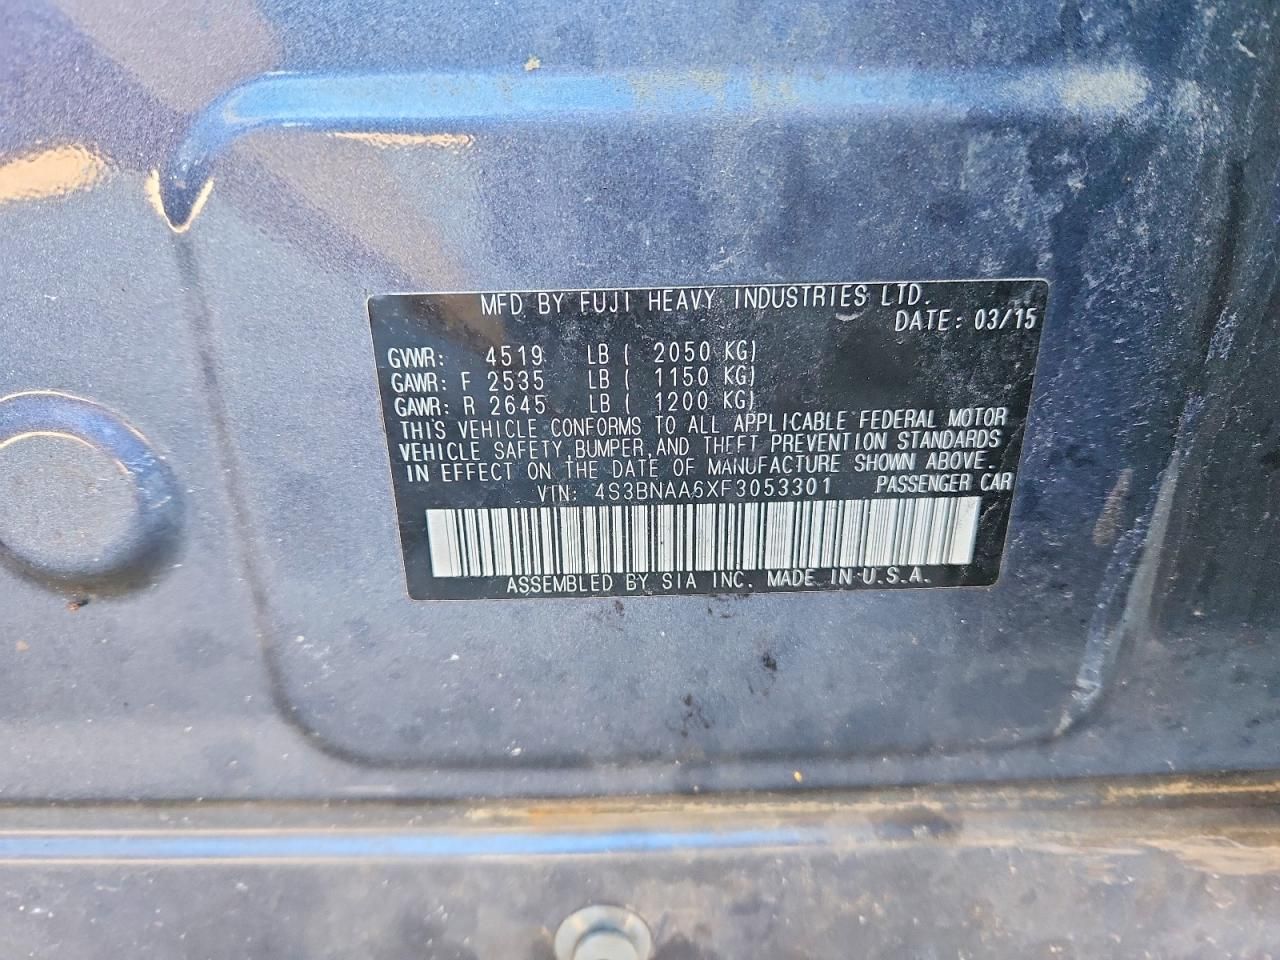 MFD BY FUJI HEAVY INDUSTRIES LTD.
DATE: 03/15
GVWR: 4519 LB ( 2050 KG)
GAWR: F 2535 LB ( 1150 KG)
GAWR: R 2645 LB ( 1200 KG)
THIS VEHICLE CONFORMS TO ALL APPLICABLE FEDERAL MOTOR
VEHICLE SAFETY, BUMPER, AND THEFT PREVENTION STANDARDS
IN EFFECT ON THE DATE OF MANUFACTURE SHOWN ABOVE.
VIN: 4S3BNAA6XF3053301 PASSENGER CAR
ASSEMBLED BY SIA INC. MADE IN U.S.A.